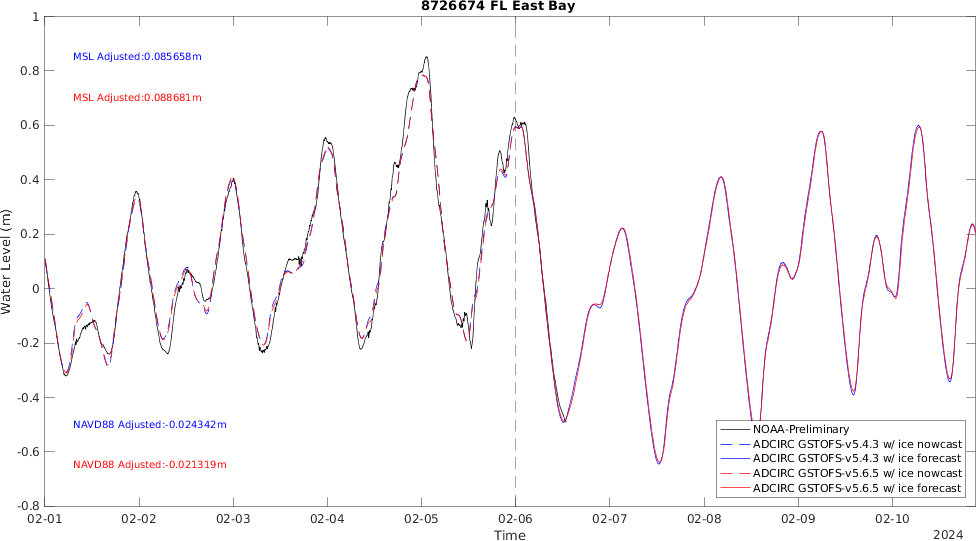 8726674 FL East Bay
1
0.8
0.6
0.4
0.2
0
-0.2
-0.4
-0.6
-0.8
Water Level (m)
MSL Adjusted:0.085658m
MSL Adjusted:0.088681m
NAVD88 Adjusted:-0.024342m
NAVD88 Adjusted:-0.021319m
NOAA-Preliminary
ADCIRC GSTOFS-v5.4.3 w/ ice nowcast
ADCIRC GSTOFS-v5.4.3 w/ ice forecast
ADCIRC GSTOFS-v5.6.5 w/ ice nowcast
ADCIRC GSTOFS-v5.6.5 w/ ice forecast
02-01 02-02 02-03 02-04 02-05 02-06 02-07 02-08 02-09 02-10
Time
2024